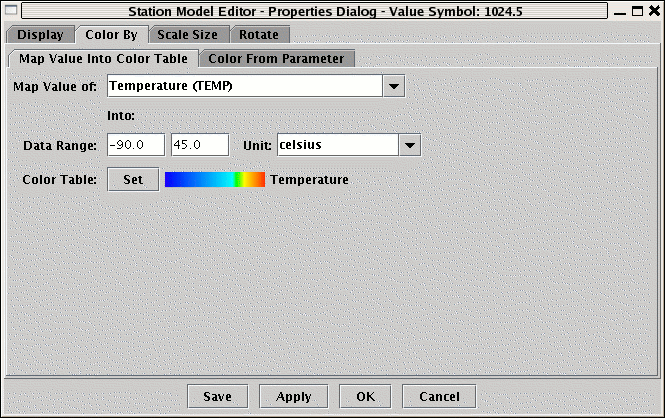 Station Model Editor - Properties Dialog - Value Symbol: 1024.5
Display Color By Scale Size Rotate
Map Value Into Color Table Color From Parameter
Map Value of: Temperature (TEMP)
Into:
Data Range: -90.0 45.0 Unit: celsius
Color Table: Set Temperature
Save Apply OK Cancel